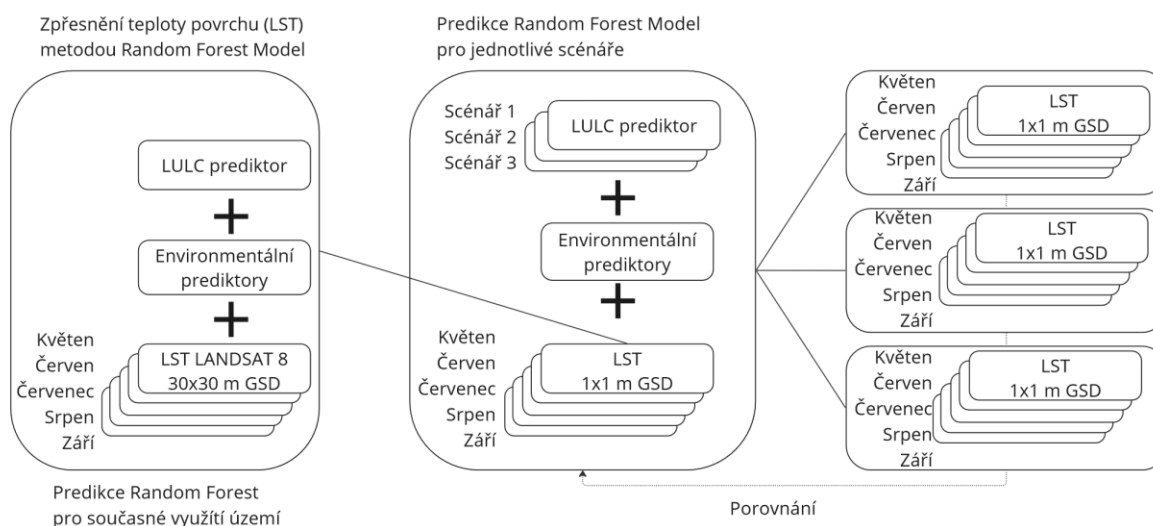 Zpřesnění teploty povrchu (LST)
metodou Random Forest Model
LULC prediktor
Environmentální
prediktory
Květen
Červen
Červenec
Srpen
Září
LST LANDSAT 8
30x30 m GSD
Predikce Random Forest
pro současné využítí území
Predikce Random Forest Model
pro jednotlivé scénáře
Scénář 1
Scénář 2
Scénář 3
LULC prediktor
Environmentální
prediktory
Květen
Červen
Červenec
Srpen
Září
LST
1x1 m GSD
Květen
Červen
Červenec
Srpen
Září
LST
1x1 m GSD
Květen
Červen
Červenec
Srpen
Září
LST
1x1 m GSD
Květen
Červen
Červenec
Srpen
Září
LST
1x1 m GSD
Porovnání